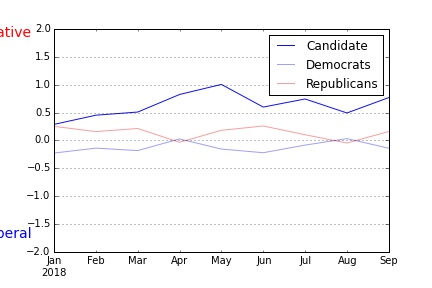 ative
2.0
1.5
1.0
0.5
0.0
−0.5
−1.0
−1.5
−2.0
beral
Candidate
Democrats
Republicans
Jan Feb Mar Apr May Jun Jul Aug Sep
2018